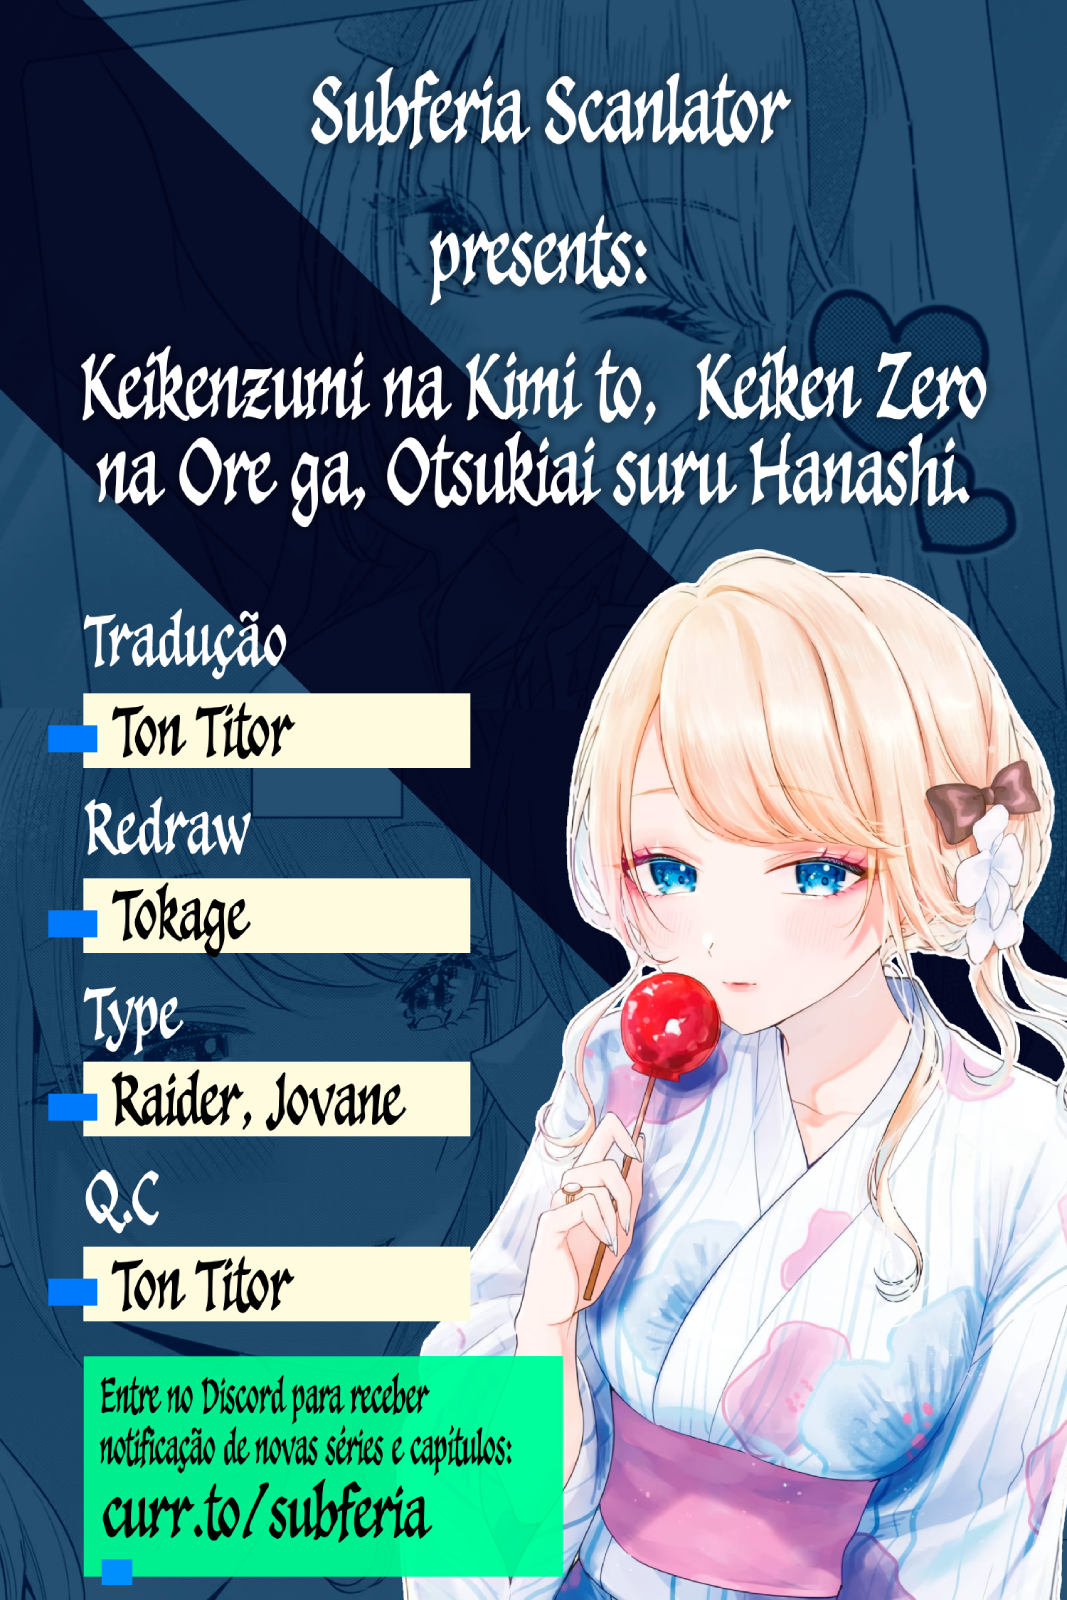 Subferia Scanlator
presents:
Keikenzumi na Kimi to, Keiken Zero
na Ore ga, Otsukiai suru Hanashi.
Tradução
Ton Titor
Redraw
Tokage
Type
Raider, Jovane
Q.C
Ton Titor
Entre no Discord para receber
notificação de novas séries e capítulos:
curr.to/subferia